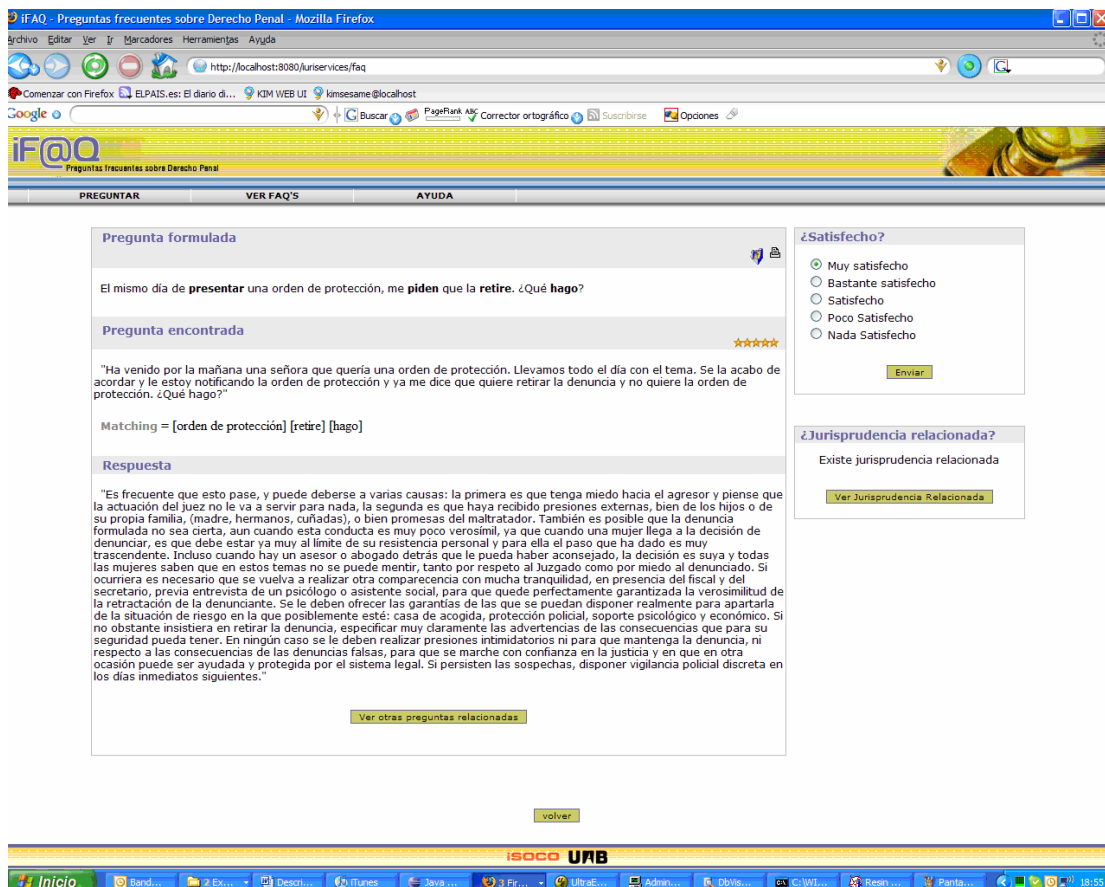 iFAQ - Preguntas frecuentes sobre Derecho Penal - Mozilla Firefox
Archivo Editar Ver Ir Marcadores Herramientas Ayuda
http://localhost:8080/iuriservices/faq
Comenzar con Firefox ELPAIS.es: El diario di... KIM WEB UI kimsesame@localhost
Google Buscar PageRank ABC Corrector ortográfico Suscribirse Opciones
iF@Q
Preguntas frecuentes sobre Derecho Penal
PREGUNTAR VER FAQ'S AYUDA
Pregunta formulada
El mismo día de presentar una orden de protección, me piden que la retire. ¿Qué hago?
Pregunta encontrada
"Ha venido por la mañana una señora que quería una orden de protección. Llevamos todo el día con el tema. Se la acabo de
acordar y le estoy notificando la orden de protección y ya me dice que quiere retirar la denuncia y no quiere la orden de
protección. ¿Qué hago?"
Matching = [orden de protección] [retire] [hago]
Respuesta
"Es frecuente que esto pase, y puede deberse a varias causas: la primera es que tenga miedo hacia el agresor y piense que
la actuación del juez no le va a servir para nada, la segunda es que haya recibido presiones externas, bien de los hijos o de
su propia familia, (madre, hermanos, cuñadas), o bien promesas del maltratador. También es posible que la denuncia
formulada no sea cierta, aun cuando esta conducta es muy poco verosímil, ya que cuando una mujer llega a la decisión de
denunciar, es que debe estar ya muy al límite de su resistencia personal y para ella el paso que ha dado es muy
trascendente. Incluso cuando hay un asesor o abogado detrás que le pueda haber aconsejado, la decisión es suya y todas
las mujeres saben que en estos temas no se puede mentir, tanto por respeto al Juzgado como por miedo al denunciado. Si
ocurriera es necesario que se vuelva a realizar otra comparecencia con mucha tranquilidad, en presencia del fiscal y del
secretario, previa entrevista de un psicólogo o asistente social, para que quede perfectamente garantizada la verosimilitud de
la retractación de la denunciante. Se le deben ofrecer las garantías de las que se puedan disponer realmente para apartarla
de la situación de riesgo en la que posiblemente esté: casa de acogida, protección policial, soporte psicológico y económico. Si
no obstante insistiera en retirar la denuncia, especificar muy claramente las advertencias de las consecuencias que para su
seguridad pueda tener. En ningún caso se le deben realizar presiones intimidatorios ni para que mantenga la denuncia, ni
respecto a las consecuencias de las denuncias falsas, para que se marche con confianza en la justicia y en que en otra
ocasión puede ser ayudada y protegida por el sistema legal. Si persisten las sospechas, disponer vigilancia policial discreta en
los días inmediatos siguientes."
Ver otras preguntas relacionadas
¿Satisfecho?
Muy satisfecho
Bastante satisfecho
Satisfecho
Poco Satisfecho
Nada Satisfecho
Enviar
¿Jurisprudencia relacionada?
Existe jurisprudencia relacionada
Ver Jurisprudencia Relacionada
volver
isoco UAB
Inicio Band... 2 Ex... Descri... iTunes Java ... 3 Fir... UltraE... Admin... DbVis... C:\WI... Resin ... Panta... 18:55